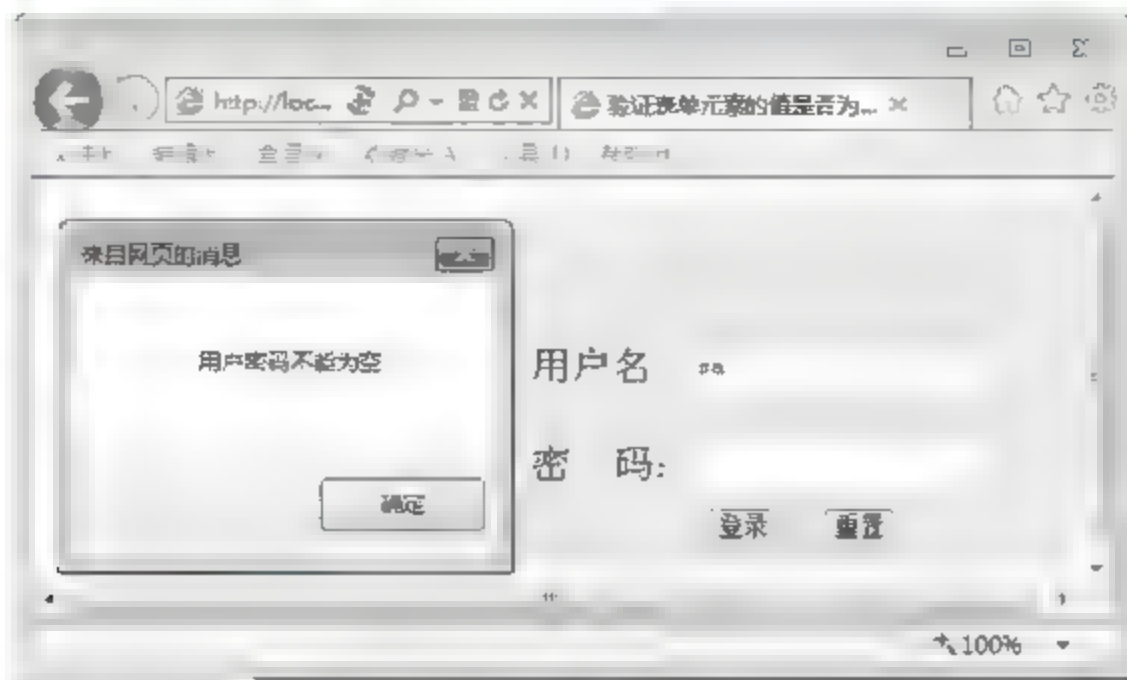 http://loc... 验证表单元素的值是否为... ×
来自网页的消息
用户密码不能为空
确定
用户名 sa
密 码:
登录 重置
100%